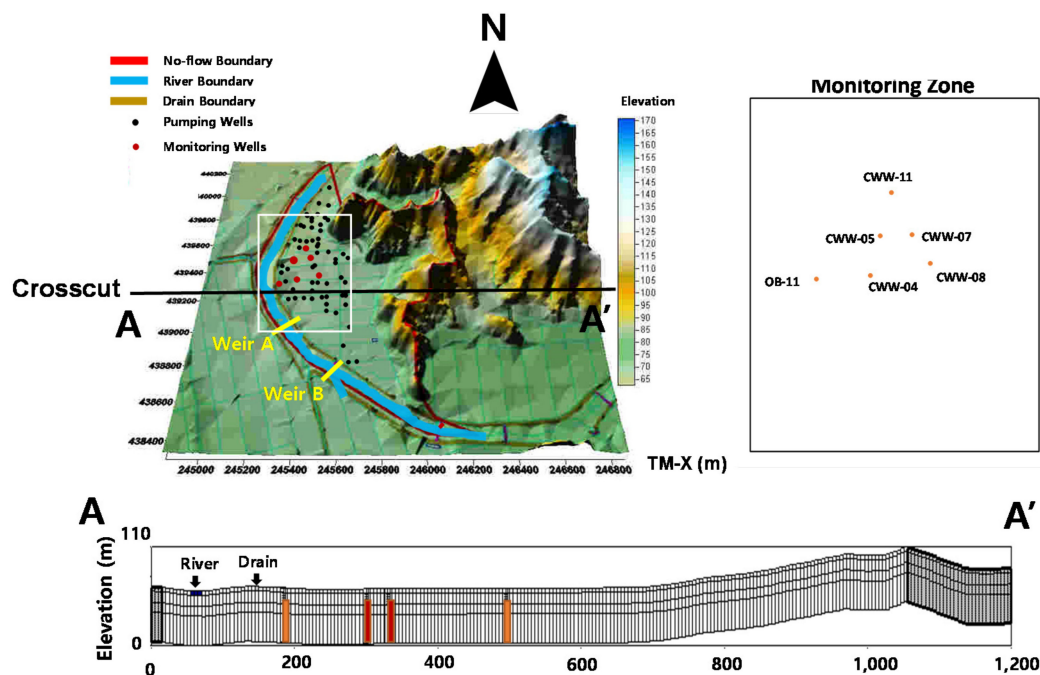 N
No-flow Boundary
River Boundary
Drain Boundary
Pumping Wells
Monitoring Wells
Elevation
170
165
160
155
150
145
140
135
130
125
120
115
110
105
100
95
90
85
80
75
70
65
440200
440000
439800
439600
439400
439200
439000
438800
438600
438400
Crosscut
A
A'
Weir A
Weir B
245000
245200
245400
245600
245800
246000
246200
246400
246600
246800
TM-X (m)
Monitoring Zone
CWW-11
CWW-05
CWW-07
CWW-08
OB-11
CWW-04
A
A'
Elevation (m)
110
0
River
Drain
0
200
400
600
800
1,000
1,200